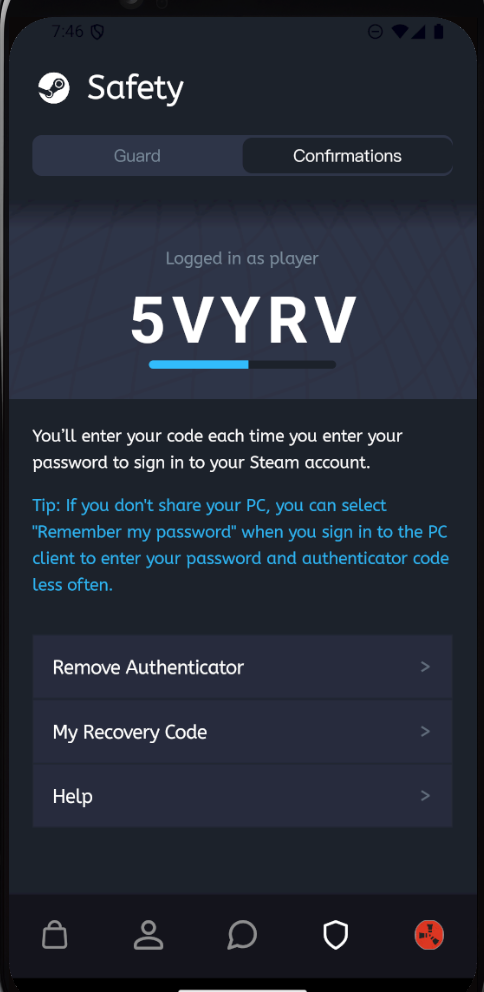 7:46
Safety
Guard
Confirmations
Logged in as player
5VYRV
You’ll enter your code each time you enter your
password to sign in to your Steam account.
Tip: If you don't share your PC, you can select
"Remember my password" when you sign in to the PC
client to enter your password and authenticator code
less often.
Remove Authenticator
My Recovery Code
Help